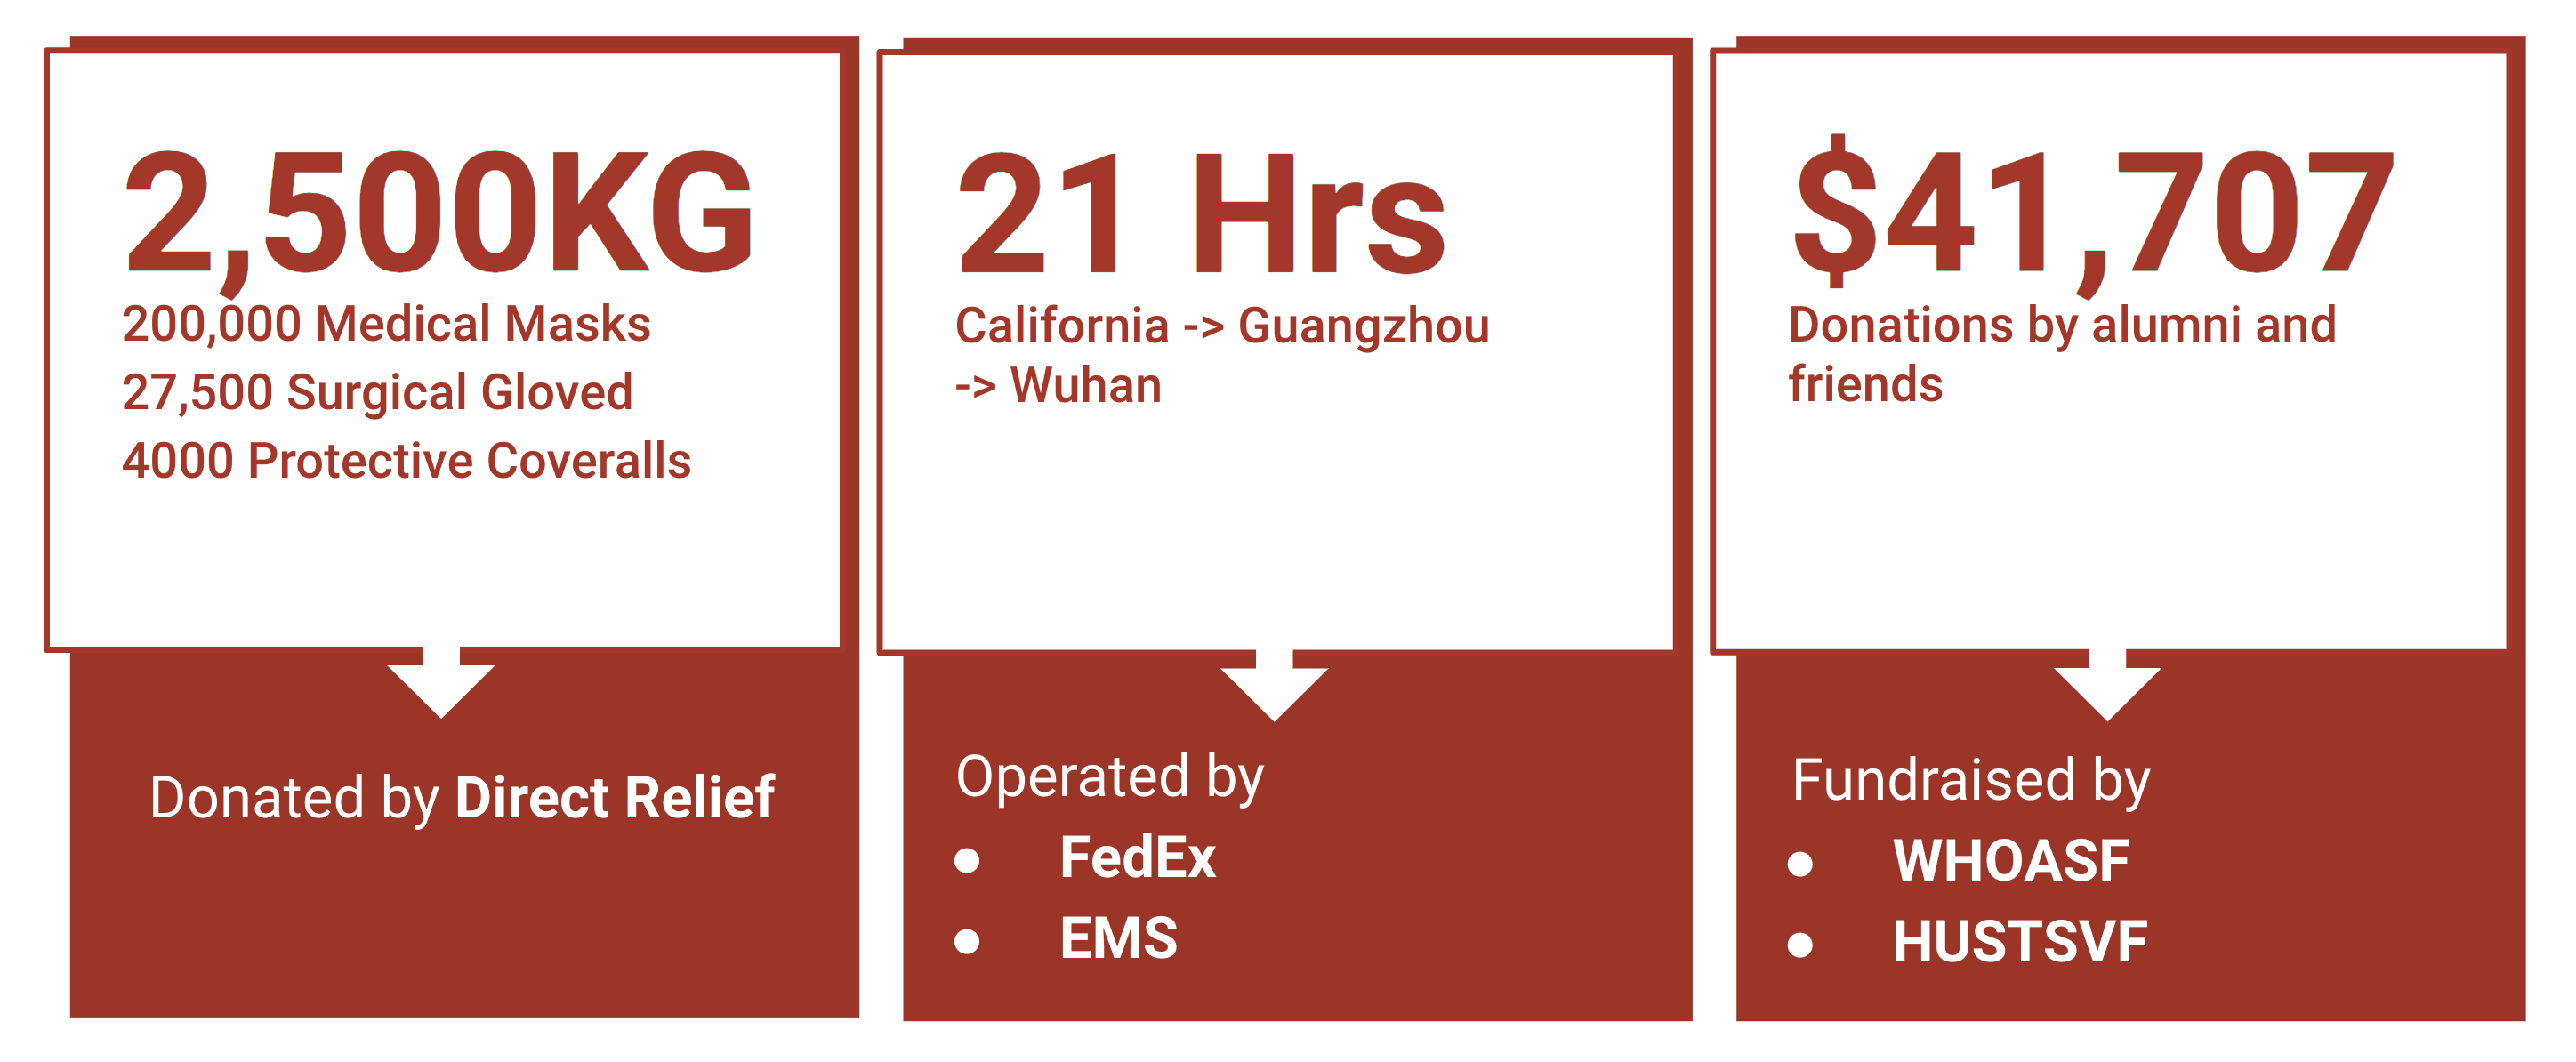 2,500KG
200,000 Medical Masks
27,500 Surgical Gloved
4000 Protective Coveralls
Donated by Direct Relief
21 Hrs
California -> Guangzhou
-> Wuhan
Operated by
● FedEx
● EMS
$41,707
Donations by alumni and
friends
Fundraised by
● WHOASF
● HUSTSVF